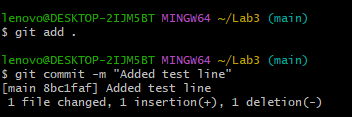 lenovo@DESKTOP-2IJM5BT MINGW64 ~/Lab3 (main)
$ git add .
lenovo@DESKTOP-2IJM5BT MINGW64 ~/Lab3 (main)
$ git commit -m "Added test line"
[main 8bc1faf] Added test line
1 file changed, 1 insertion(+), 1 deletion(-)